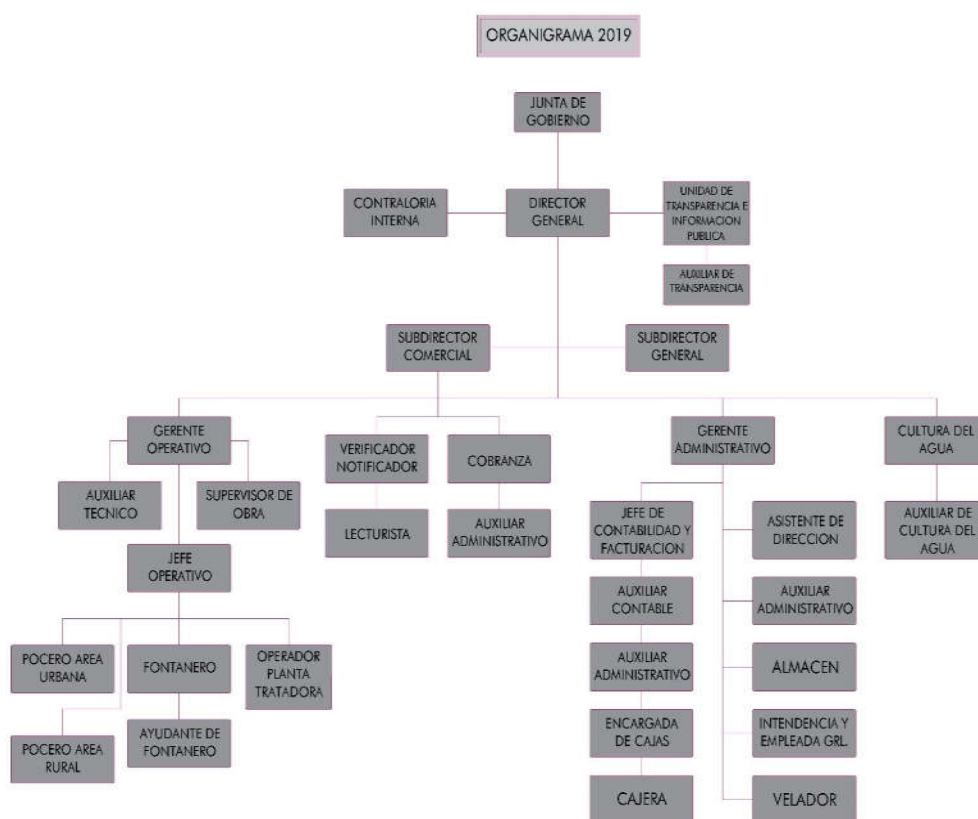 ORGANIGRAMA 2019
JUNTA DE
GOBIERNO
CONTRALORIA
INTERNA
DIRECTOR
GENERAL
UNIDAD DE
TRANSPARENCIA E
INFORMACION
PUBLICA
AUXILIAR DE
TRANSPARENCIA
SUBDIRECTOR
COMERCIAL
SUBDIRECTOR
GENERAL
GERENTE
OPERATIVO
VERIFICADOR
NOTIFICADOR
COBRANZA
GERENTE
ADMINISTRATIVO
CULTURA DEL
AGUA
AUXILIAR
TECNICO
SUPERVISOR DE
OBRA
LECTURISTA
AUXILIAR
ADMINISTRATIVO
JEFE DE
CONTABILIDAD Y
FACTURACION
ASISTENTE DE
DIRECCION
AUXILIAR DE
CULTURA DEL
AGUA
JEFE
OPERATIVO
AUXILIAR
CONTABLE
AUXILIAR
ADMINISTRATIVO
POCERO AREA
URBANA
FONTANERO
OPERADOR
PLANTA
TRATADORA
AUXILIAR
ADMINISTRATIVO
ALMACEN
POCERO AREA
RURAL
AYUDANTE DE
FONTANERO
ENCARGADA
DE CAJAS
INTENDENCIA Y
EMPLEADA GRL.
CAJERA
VELADOR